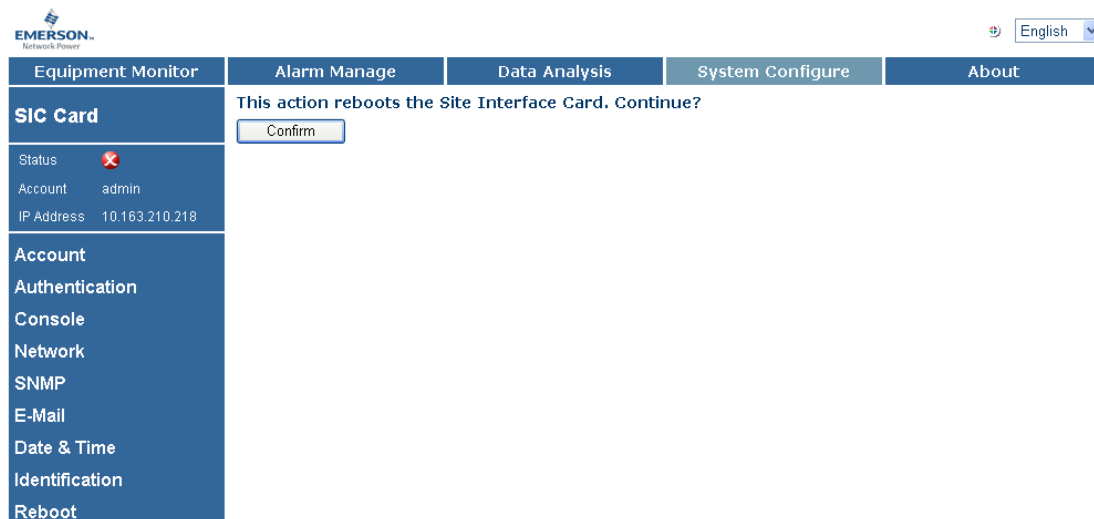 EMERSON™
Network Power
English
Equipment Monitor Alarm Manage Data Analysis System Configure About
SIC Card
This action reboots the Site Interface Card. Continue?
Confirm
Status
Account admin
IP Address 10.163.210.218
Account
Authentication
Console
Network
SNMP
E-Mail
Date & Time
Identification
Reboot